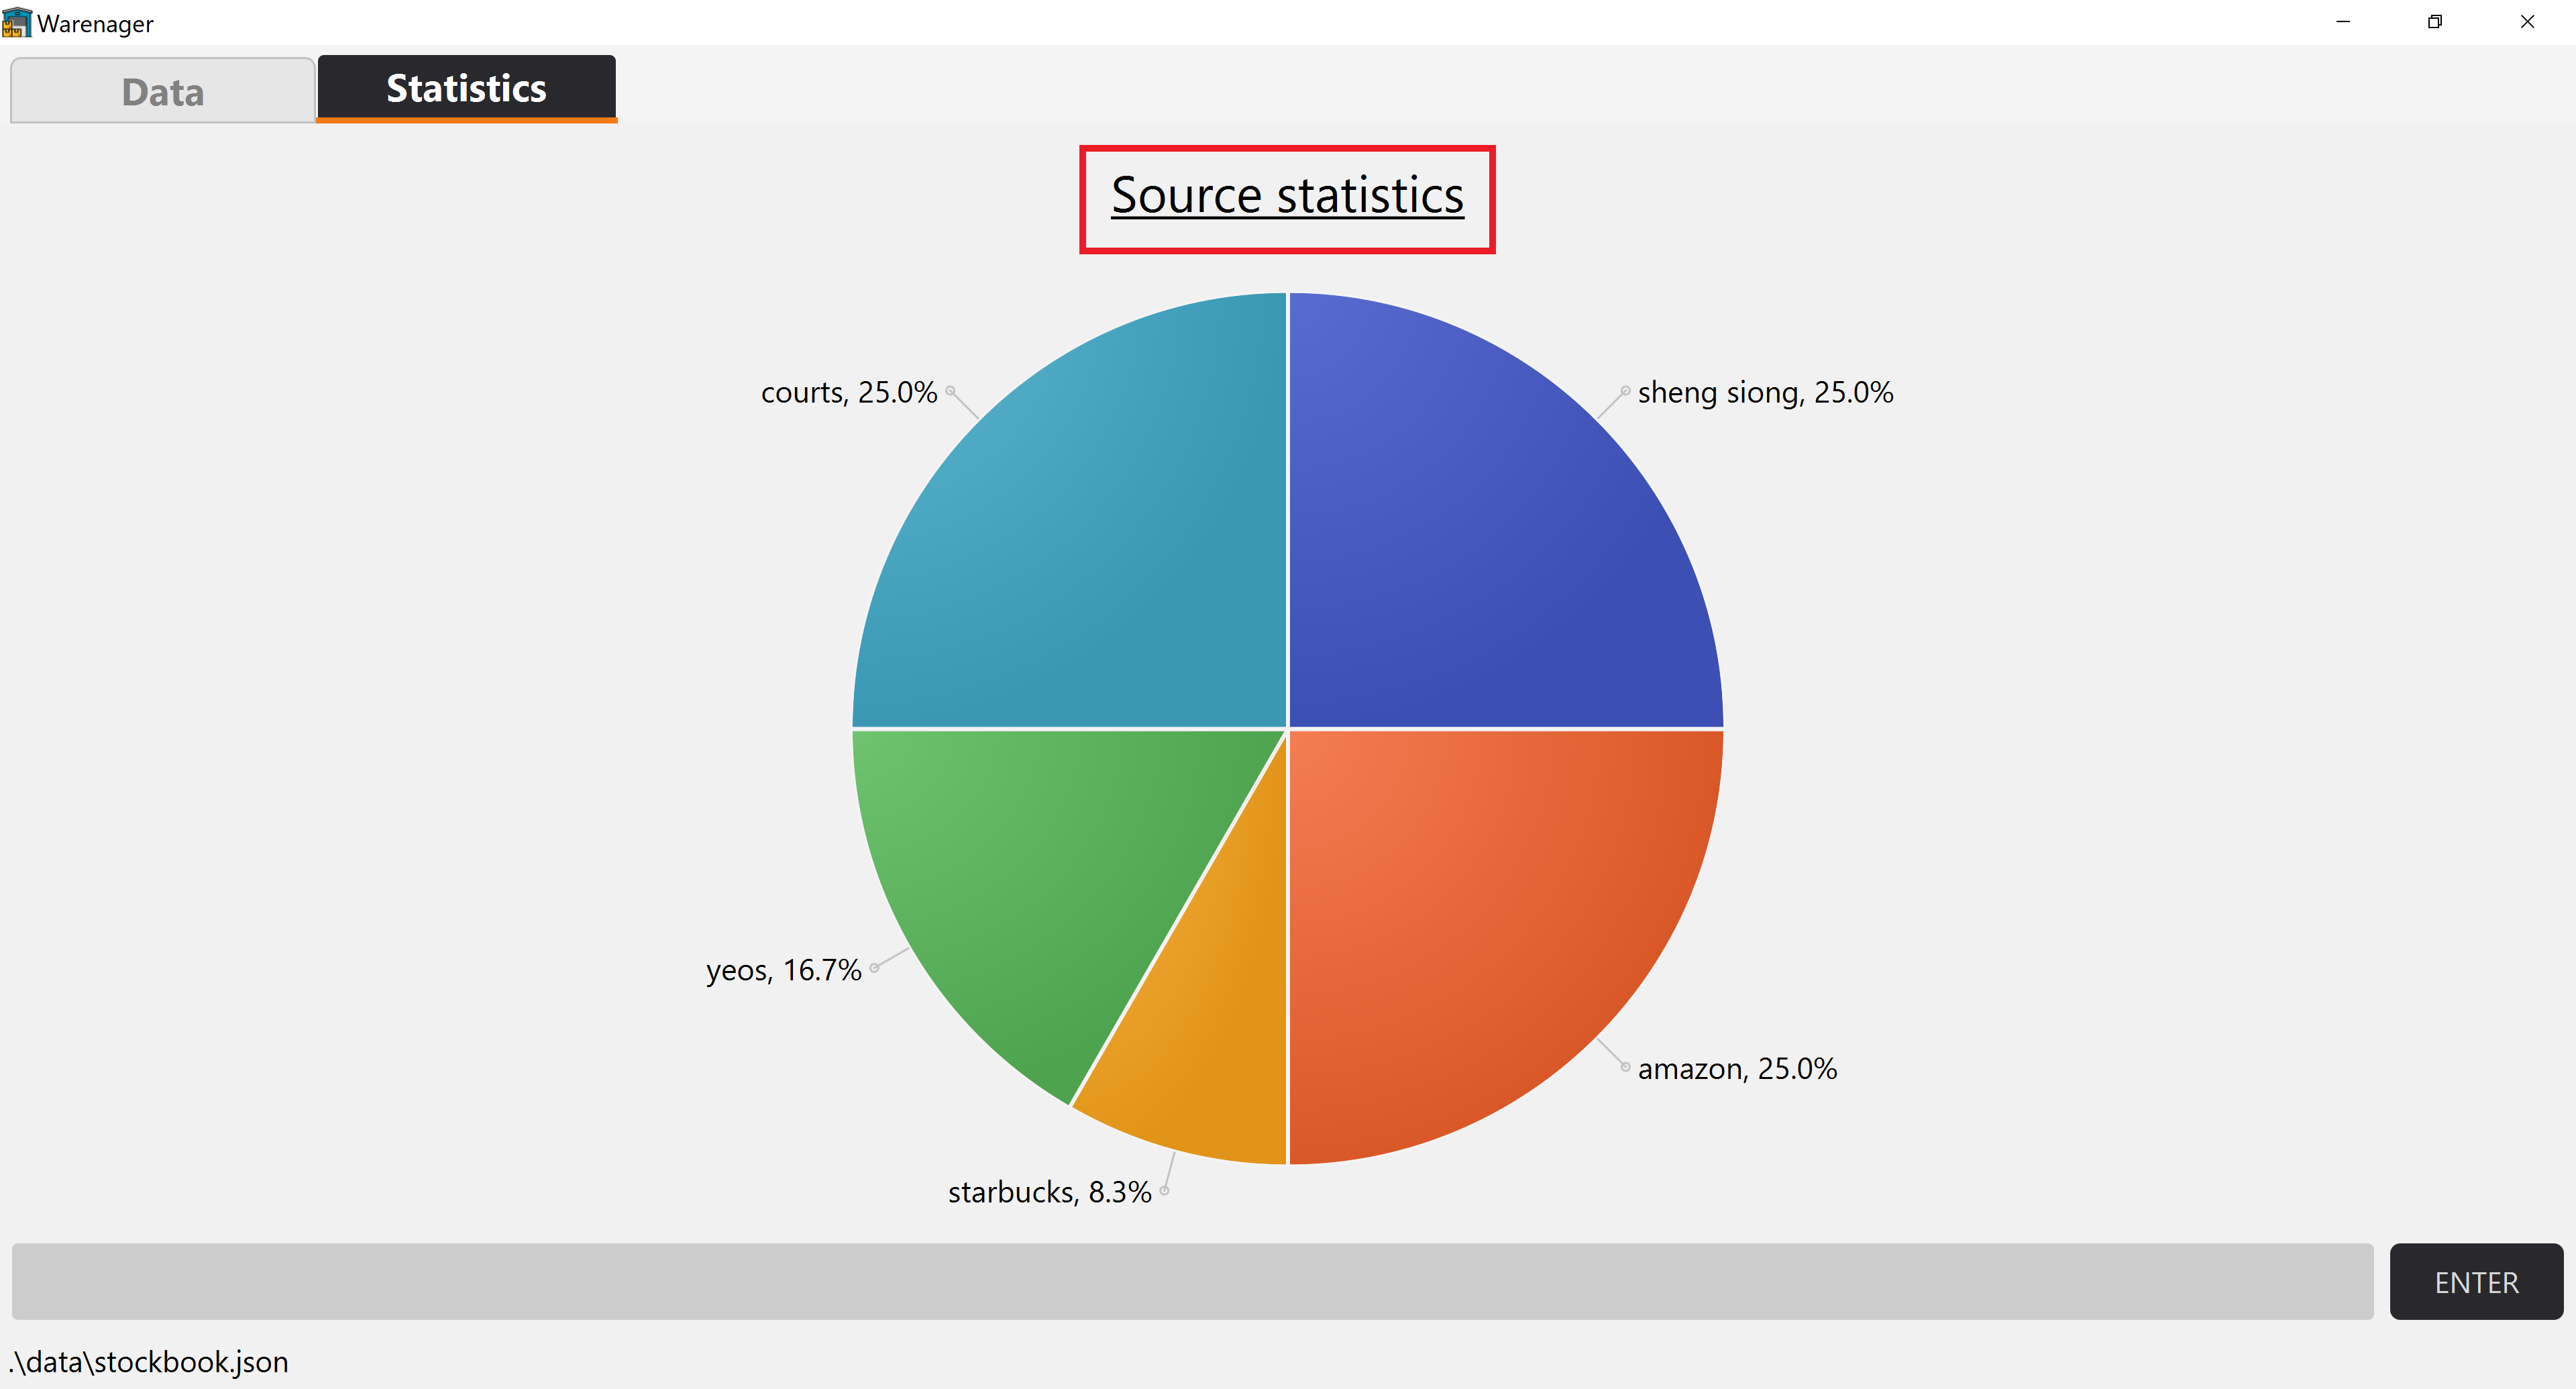 Warenager
Data
Statistics
Source statistics
courts, 25.0%
sheng siong, 25.0%
yeos, 16.7%
amazon, 25.0%
starbucks, 8.3%
ENTER
.\data\stockbook.json